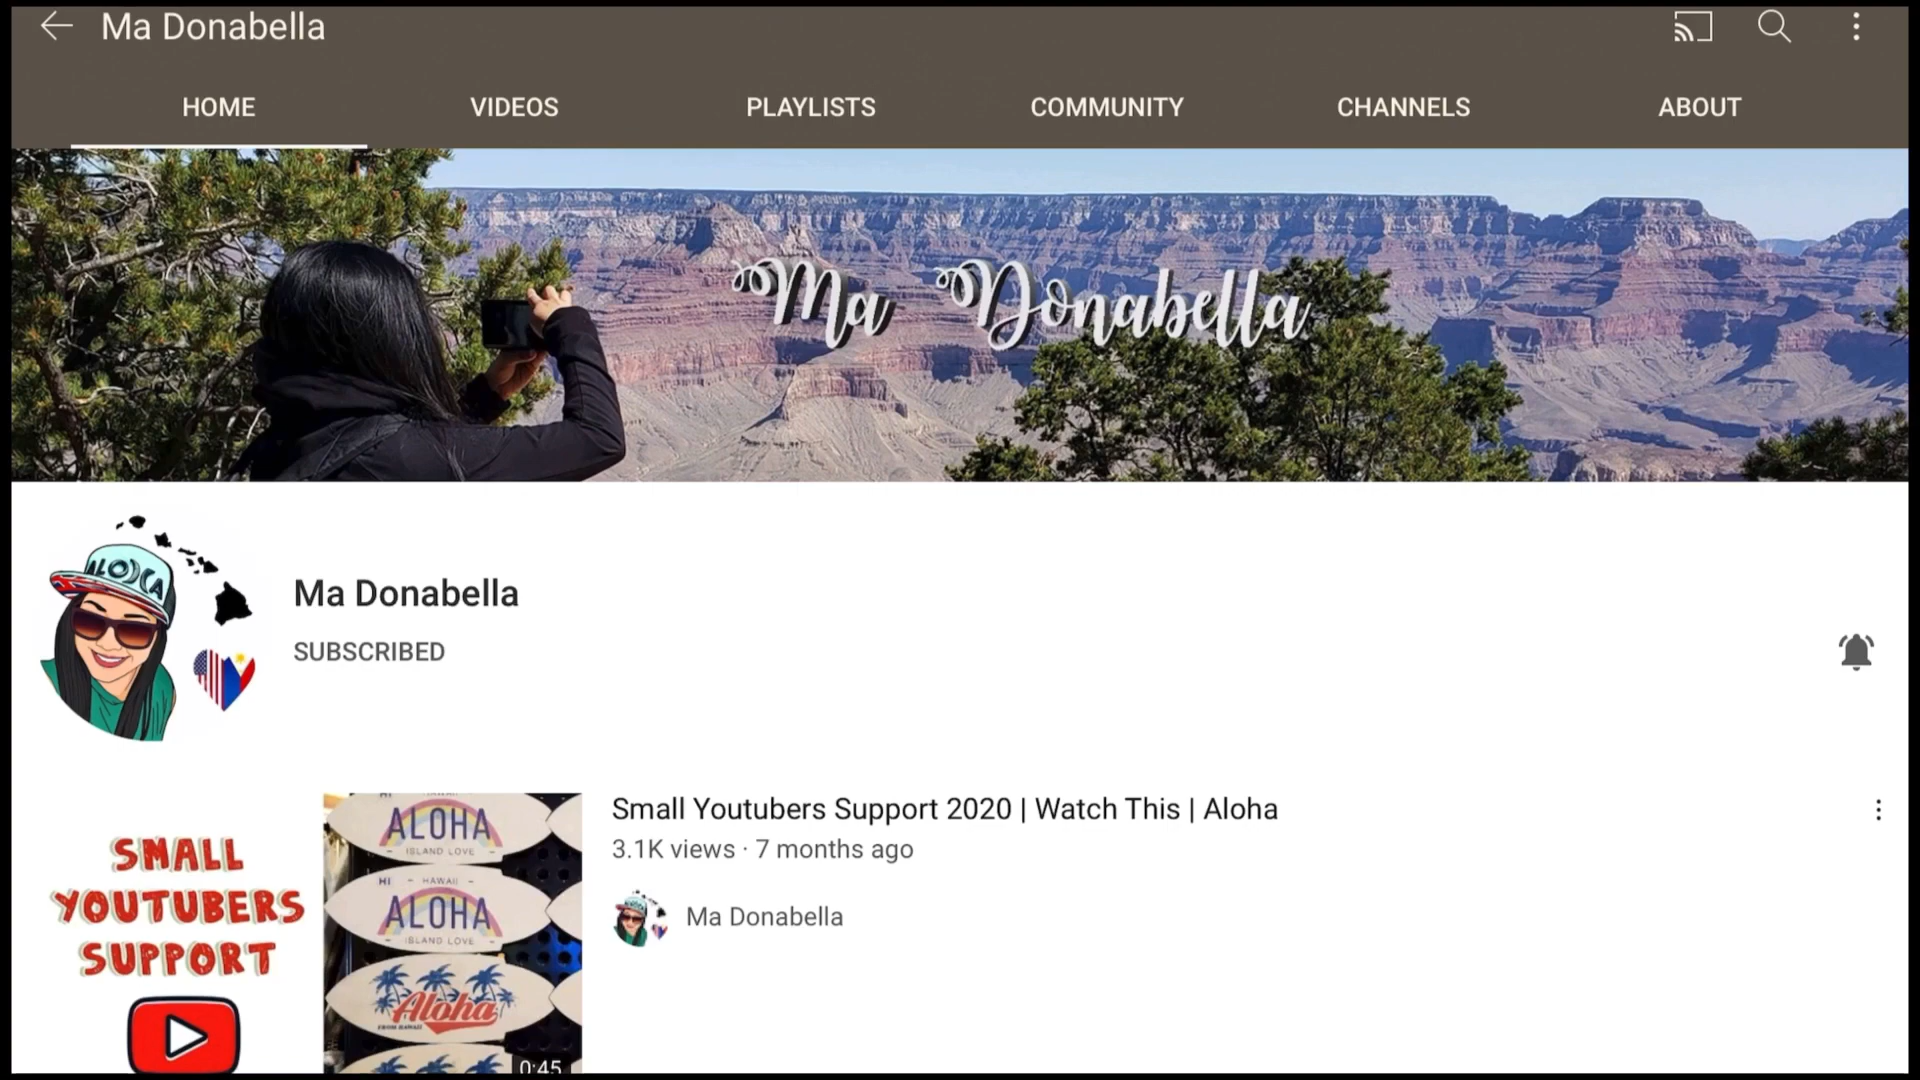 Ma Donabella
HOME VIDEOS PLAYLISTS COMMUNITY CHANNELS ABOUT
Ma Donabella
Ma Donabella
SUBSCRIBED
SMALL
YOUTUBERS
SUPPORT
ALOHA
ISLAND LOVE
HI - HAWAII -
ALOHA
- ISLAND LOVE -
Aloha
FROM HAWAII
0:45
Small Youtubers Support 2020 | Watch This | Aloha
3.1K views · 7 months ago
Ma Donabella